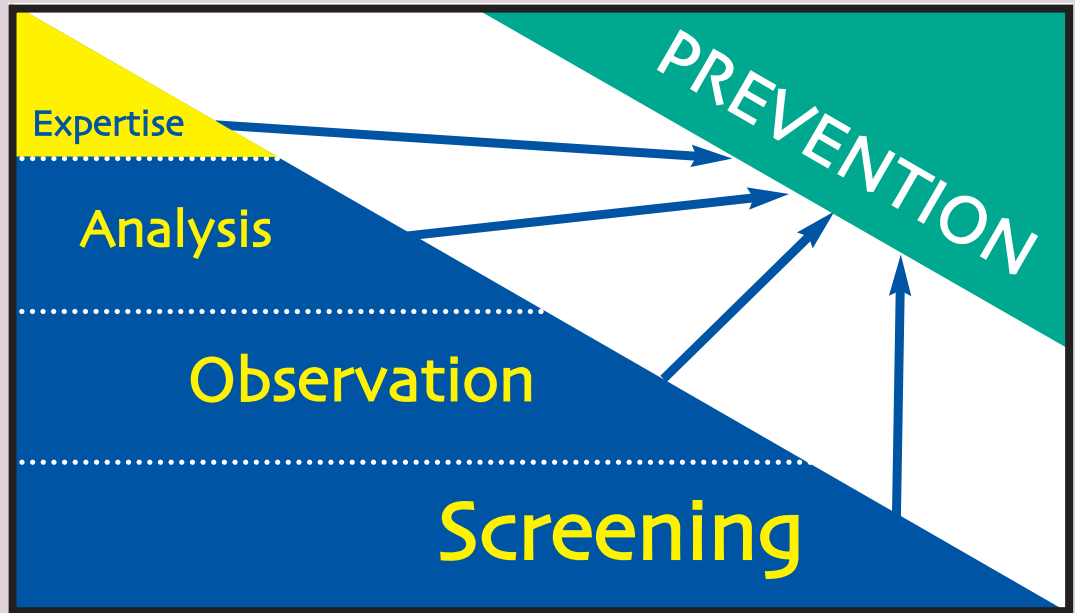 PREVENTION
Expertise
Analysis
Observation
Screening